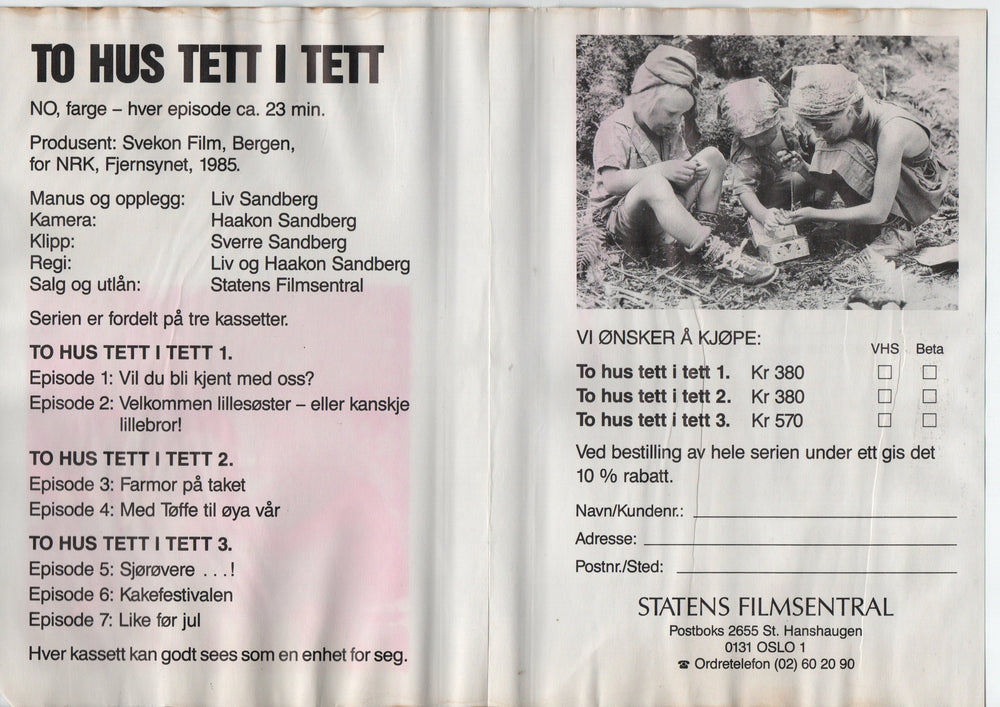 TO HUS TETT I TETT
NO, farge – hver episode ca. 23 min.
Produsent: Svekon Film, Bergen,
for NRK, Fjernsynet, 1985.
Manus og opplegg: Liv Sandberg
Kamera: Haakon Sandberg
Klipp: Sverre Sandberg
Regi: Liv og Haakon Sandberg
Salg og utlån: Statens Filmsentral
Serien er fordelt på tre kassetter.
TO HUS TETT I TETT 1.
Episode 1: Vil du bli kjent med oss?
Episode 2: Velkommen lillesøster – eller kanskje
lillebror!
TO HUS TETT I TETT 2.
Episode 3: Farmor på taket
Episode 4: Med Tøffe til øya vår
TO HUS TETT I TETT 3.
Episode 5: Sjørøvere . . .!
Episode 6: Kakefestivalen
Episode 7: Like før jul
Hver kassett kan godt sees som en enhet for seg.
VI ØNSKER Å KJØPE:
VHS Beta
To hus tett i tett 1. Kr 380 ☐ ☐
To hus tett i tett 2. Kr 380 ☐ ☐
To hus tett i tett 3. Kr 570 ☐ ☐
Ved bestilling av hele serien under ett gis det
10 % rabatt.
Navn/Kundenr.:
Adresse:
Postnr./Sted:
STATENS FILMSENTRAL
Postboks 2655 St. Hanshaugen
0131 OSLO 1
☎ Ordretelefon (02) 60 20 90